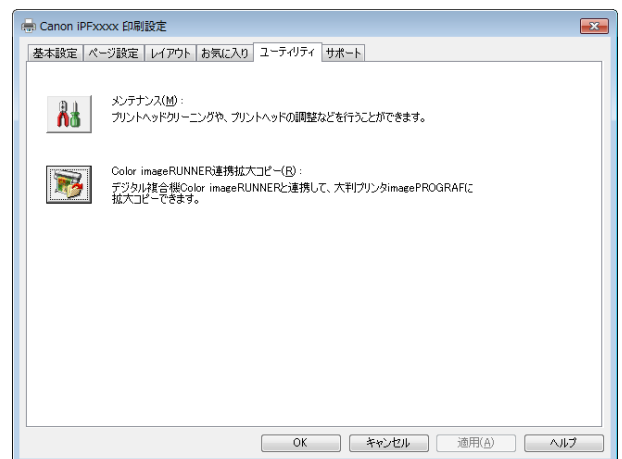 Canon iPFxxxx 印刷設定
基本設定 ページ設定 レイアウト お気に入り ユーティリティ サポート
メンテナンス(M) :
プリントヘッドクリーニングや、プリントヘッドの調整などを行うことができます。
Color imageRUNNER連携拡大コピー(R) :
デジタル複合機Color imageRUNNERと連携して、大判プリンタimagePROGRAFに
拡大コピーできます。
OK キャンセル 適用(A) ヘルプ